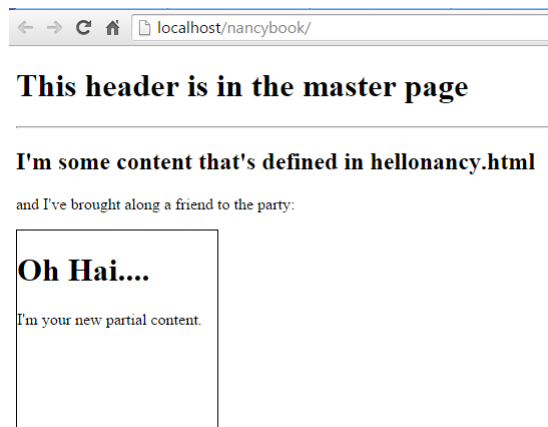 localhost/nancybook/
This header is in the master page
I'm some content that's defined in hellonancy.html
and I've brought along a friend to the party:
Oh Hai....
I'm your new partial content.